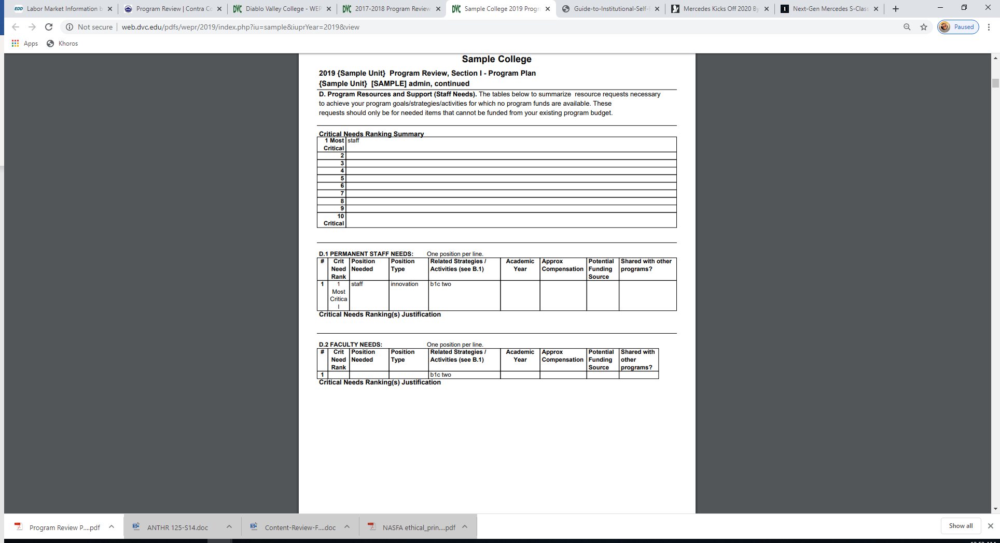 EDD Labor Market Information b
Program Review | Contra Co
DVC Diablo Valley College - WEP
DVC 2017-2018 Program Review
DVC Sample College 2019 Progr
Guide-to-Institutional-Self-
Mercedes Kicks Off 2020 By
1 Next-Gen Mercedes S-Class
Not secure web.dvc.edu/pdfs/wepr/2019/index.php?iu=sample&iuprYear=2019&view
Paused
Apps Khoros
Sample College
2019 {Sample Unit} Program Review, Section I - Program Plan
{Sample Unit} [SAMPLE] admin, continued
D. Program Resources and Support (Staff Needs). The tables below to summarize resource requests necessary
to achieve your program goals/strategies/activities for which no program funds are available. These
requests should only be for needed items that cannot be funded from your existing program budget.
Critical Needs Ranking Summary
1 Most staff
Critical
2
3
4
5
6
7
8
9
10
Critical
D.1 PERMANENT STAFF NEEDS: One position per line.
# Crit Position Position Related Strategies / Academic Approx Potential Shared with other
Need Needed Type Activities (see B.1) Year Compensation Funding programs?
Rank Source
1 1 staff innovation b1c two
Most
Critica
l
Critical Needs Ranking(s) Justification
D.2 FACULTY NEEDS: One position per line.
# Crit Position Position Related Strategies / Academic Approx Potential Shared with
Need Needed Type Activities (see B.1) Year Compensation Funding other
Rank Source programs?
1 b1c two
Critical Needs Ranking(s) Justification
Program Review P....pdf
ANTHR 125-S14.doc
Content-Review-F....doc
NASFA ethical_prin....pdf
Show all